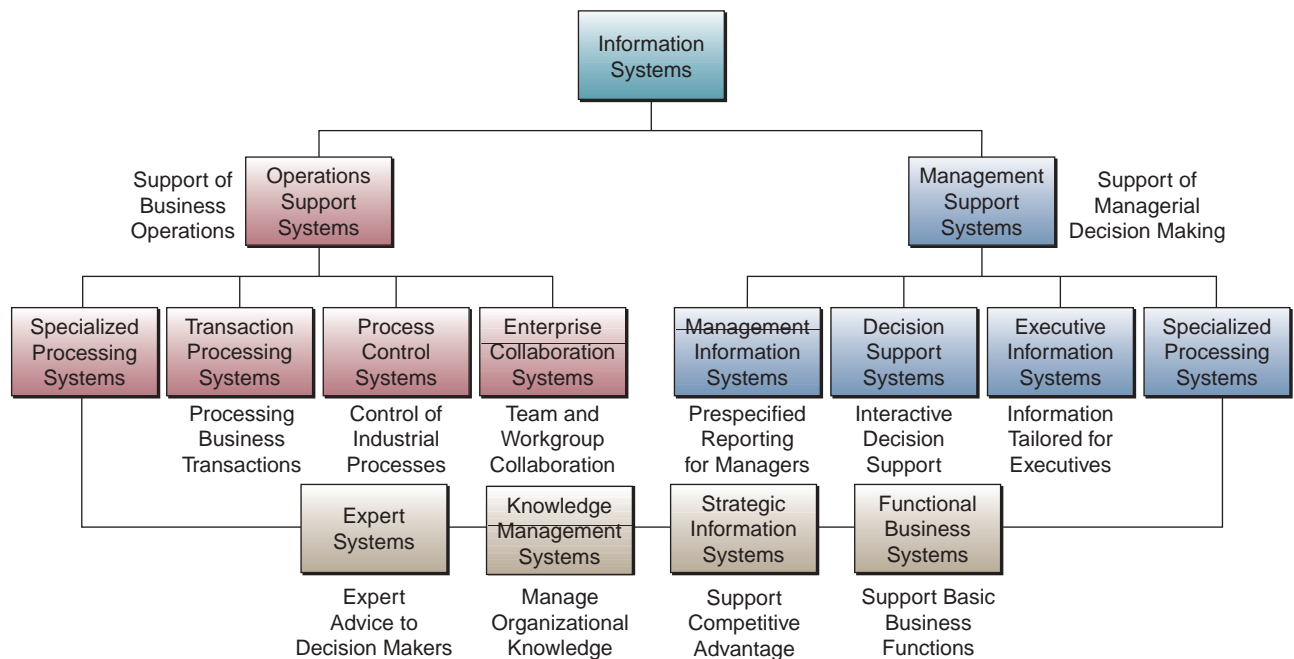 Information
Systems
Support of
Business
Operations
Operations
Support
Systems
Management
Support
Systems
Support of
Managerial
Decision Making
Specialized
Processing
Systems
Transaction
Processing
Systems
Process
Control
Systems
Enterprise
Collaboration
Systems
Management
Information
Systems
Decision
Support
Systems
Executive
Information
Systems
Specialized
Processing
Systems
Processing
Business
Transactions
Control of
Industrial
Processes
Team and
Workgroup
Collaboration
Prespecified
Reporting
for Managers
Interactive
Decision
Support
Information
Tailored for
Executives
Expert
Systems
Knowledge
Management
Systems
Strategic
Information
Systems
Functional
Business
Systems
Expert
Advice to
Decision Makers
Manage
Organizational
Knowledge
Support
Competitive
Advantage
Support Basic
Business
Functions